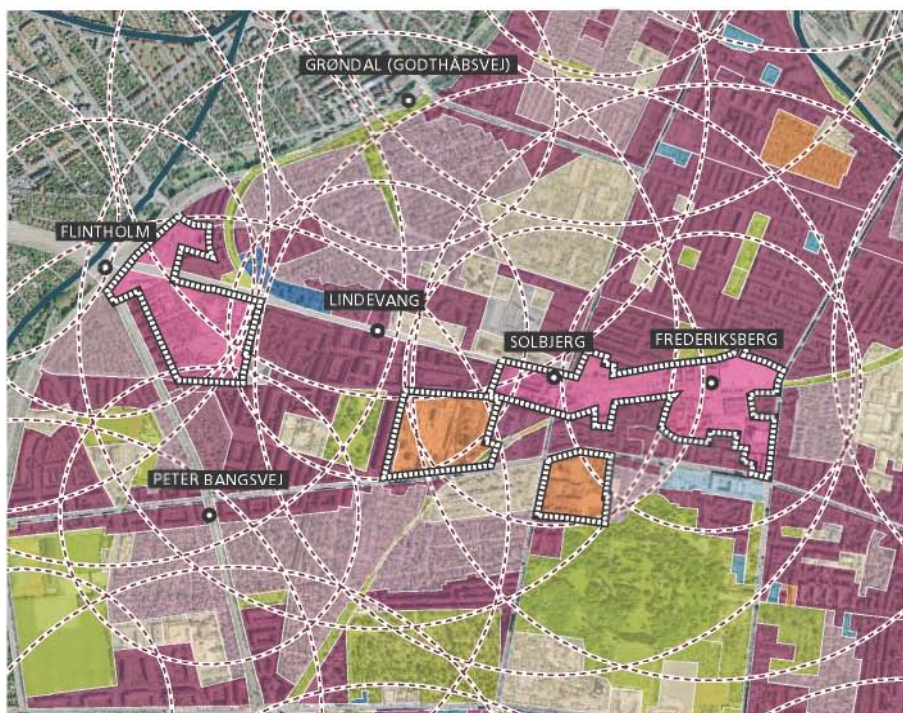 GRØNDAL (GODTHÅBSVEJ)
FLINTHOLM
LINDEVANG
SOLBJERG
FREDERIKSBERG
PETER BANGSVEJ